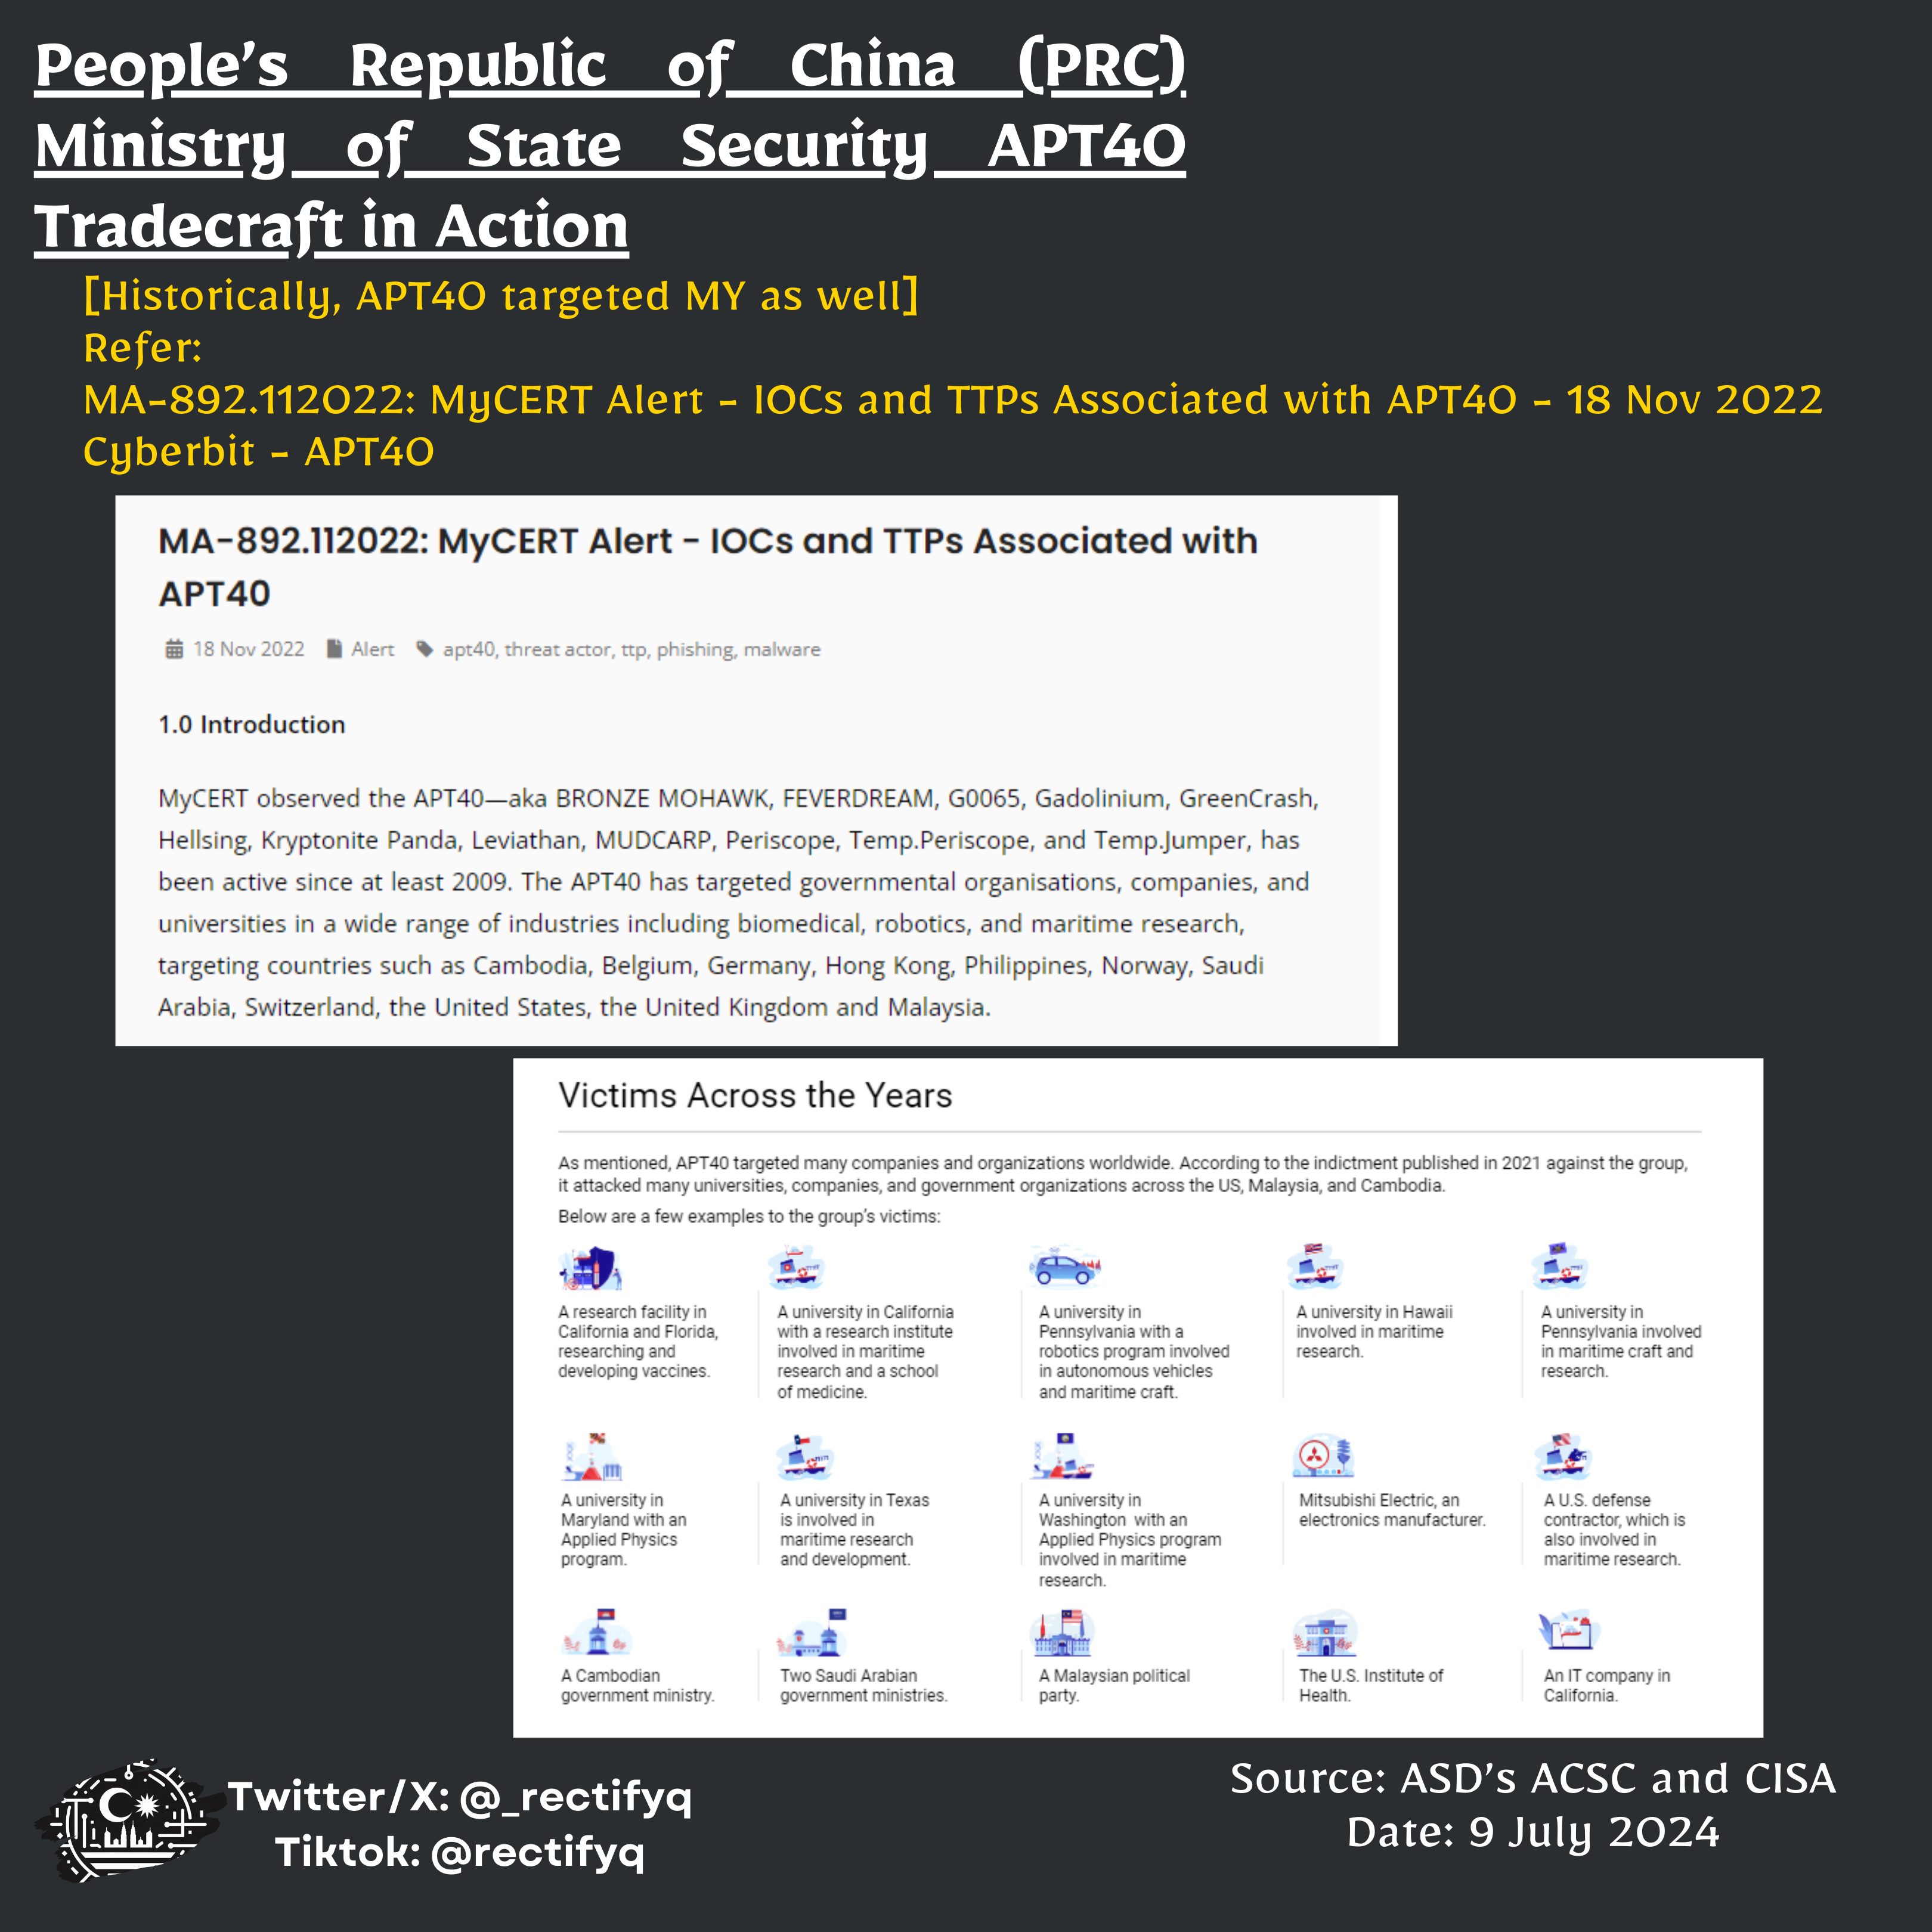 People's Republic of China (PRC)
Ministry of State Security APT40
Tradecraft in Action
[Historically, APT40 targeted MY as well]
Refer:
MA-892.112022: MyCERT Alert - IOCs and TTPs Associated with APT40 - 18 Nov 2022
Cyberbit - APT40
MA-892.112022: MyCERT Alert - IOCs and TTPs Associated with
APT40
18 Nov 2022 Alert apt40, threat actor, ttp, phishing, malware
1.0 Introduction
MyCERT observed the APT40—aka BRONZE MOHAWK, FEVERDREAM, G0065, Gadolinium, GreenCrash,
Hellsing, Kryptonite Panda, Leviathan, MUDCARP, Periscope, Temp.Periscope, and Temp.Jumper, has
been active since at least 2009. The APT40 has targeted governmental organisations, companies, and
universities in a wide range of industries including biomedical, robotics, and maritime research,
targeting countries such as Cambodia, Belgium, Germany, Hong Kong, Philippines, Norway, Saudi
Arabia, Switzerland, the United States, the United Kingdom and Malaysia.
Victims Across the Years
As mentioned, APT40 targeted many companies and organizations worldwide. According to the indictment published in 2021 against the group,
it attacked many universities, companies, and government organizations across the US, Malaysia, and Cambodia.
Below are a few examples to the group's victims:
A research facility in
California and Florida,
researching and
developing vaccines.
A university in California
with a research institute
involved in maritime
research and a school
of medicine.
A university in
Pennsylvania with a
robotics program involved
in autonomous vehicles
and maritime craft.
A university in Hawaii
involved in maritime
research.
A university in
Pennsylvania involved
in maritime craft and
research.
A university in
Maryland with an
Applied Physics
program.
A university in Texas
is involved in
maritime research
and development.
A university in
Washington with an
Applied Physics program
involved in maritime
research.
Mitsubishi Electric, an
electronics manufacturer.
A U.S. defense
contractor, which is
also involved in
maritime research.
A Cambodian
government ministry.
Two Saudi Arabian
government ministries.
A Malaysian political
party.
The U.S. Institute of
Health.
An IT company in
California.
Twitter/X: @_rectifyq
Tiktok: @rectifyq
Source: ASD's ACSC and CISA
Date: 9 July 2024